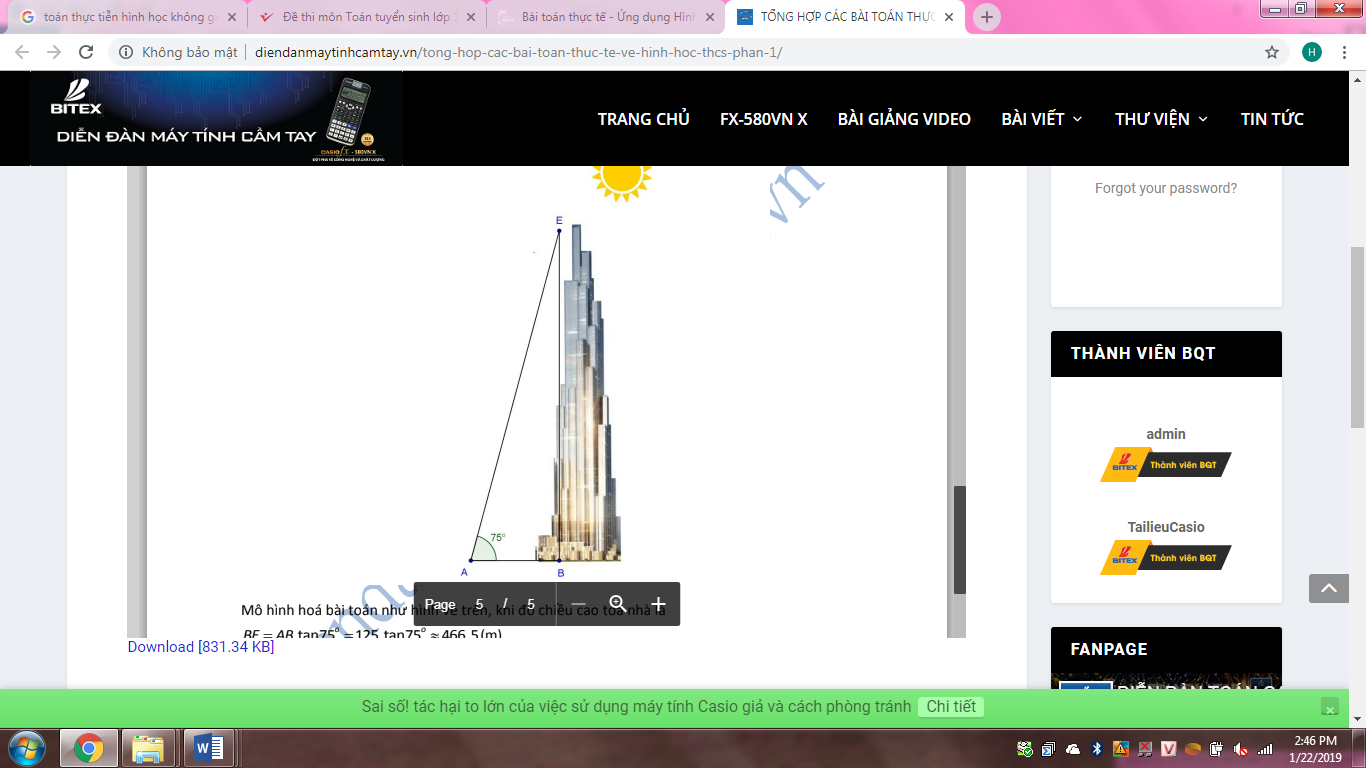 toán thực tiễn hình học không g
Đề thi môn Toán tuyển sinh lớp
Bài toán thực tế - Ứng dụng Hìn
TỔNG HỢP CÁC BÀI TOÁN THỰC
Không bảo mật
diendanmaytinhcamtay.vn/tong-hop-cac-bai-toan-thuc-te-ve-hinh-hoc-thcs-phan-1/
H
BITEX
DIỄN ĐÀN MÁY TÍNH CẦM TAY
TRANG CHỦ
FX-580VN X
BÀI GIẢNG VIDEO
BÀI VIẾT
THƯ VIỆN
TIN TỨC
Forgot your password?
E
75°
A
B
Page 5 / 5
Mô hình hoá bài toán như hình vẽ trên, khi đó chiều cao toà nhà là
BE = AB.tan75° = 125.tan75° ≈ 466,5(m)
Download [831.34 KB]
THÀNH VIÊN BQT
admin
BITEX Thành viên BQT
TailieuCasio
BITEX Thành viên BQT
FANPAGE
Sai số! tác hại to lớn của việc sử dụng máy tính Casio giả và cách phòng tránh
Chi tiết
2:46 PM
1/22/2019